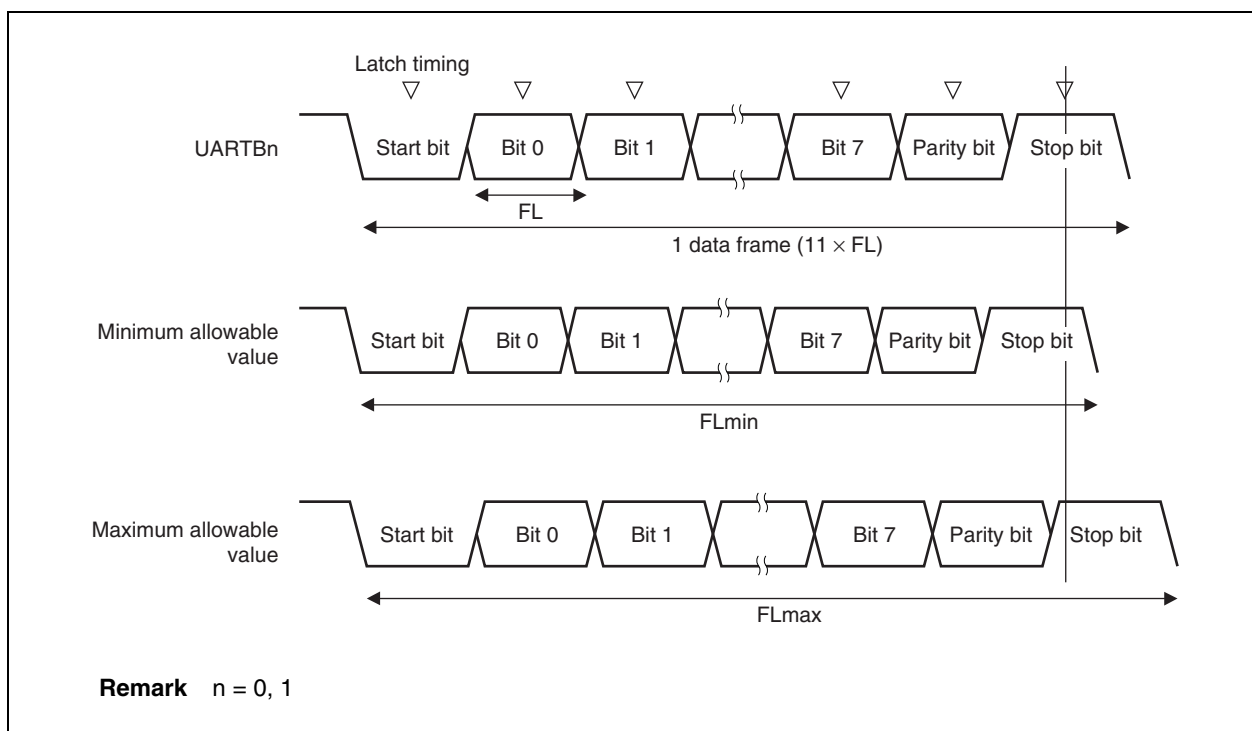 Latch timing
UARTBn
Start bit
Bit 0
Bit 1
Bit 7
Parity bit
Stop bit
FL
1 data frame (11 × FL)
Minimum allowable
value
Start bit
Bit 0
Bit 1
Bit 7
Parity bit
Stop bit
FLmin
Maximum allowable
value
Start bit
Bit 0
Bit 1
Bit 7
Parity bit
Stop bit
FLmax
Remark n = 0, 1